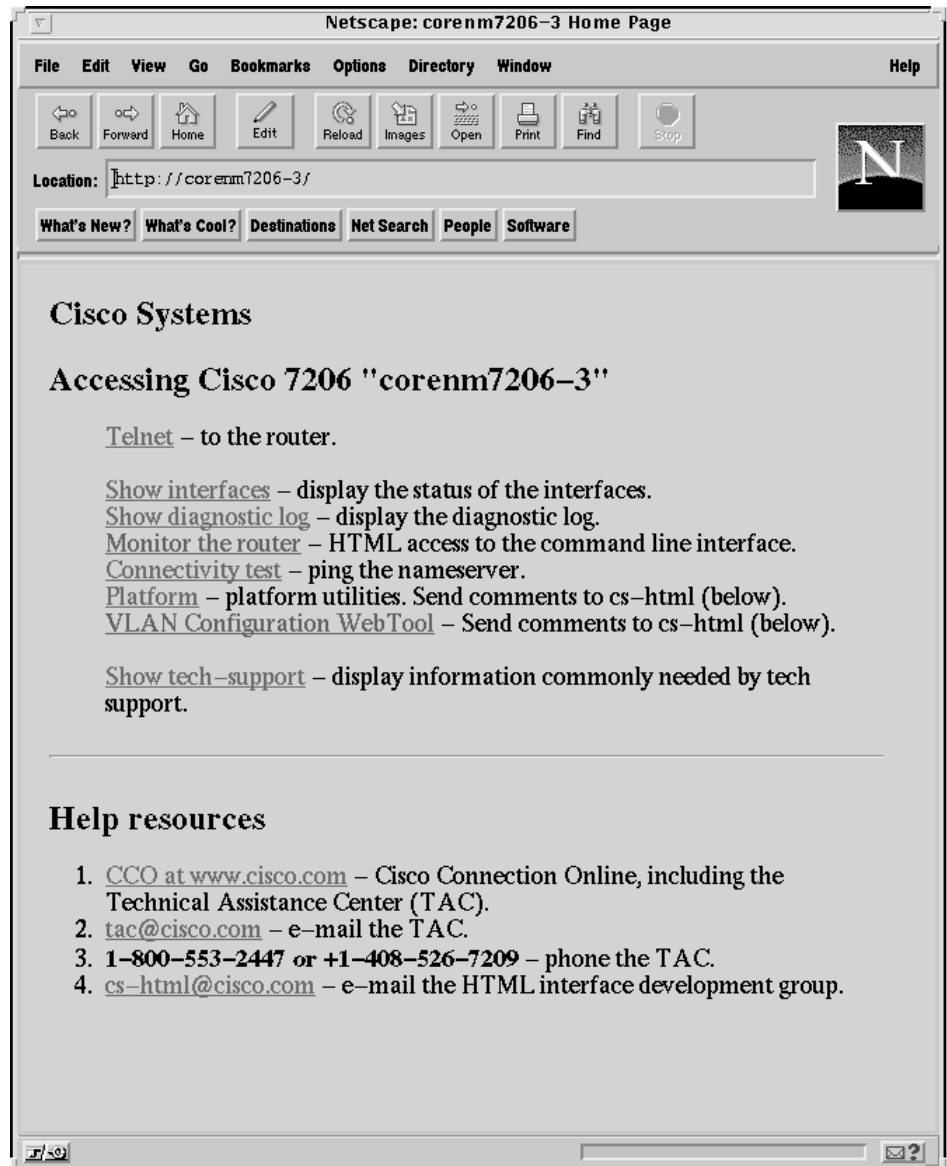 Netscape: corenm7206-3 Home Page
File Edit View Go Bookmarks Options Directory Window Help
Back Forward Home Edit Reload Images Open Print Find Stop
N
Location: http://corenm7206-3/
What's New? What's Cool? Destinations Net Search People Software
Cisco Systems
Accessing Cisco 7206 "corenm7206-3"
Telnet - to the router.
Show interfaces - display the status of the interfaces.
Show diagnostic log - display the diagnostic log.
Monitor the router - HTML access to the command line interface.
Connectivity test - ping the nameserver.
Platform - platform utilities. Send comments to cs-html (below).
VLAN Configuration WebTool - Send comments to cs-html (below).
Show tech-support - display information commonly needed by tech
support.
Help resources
1. CCO at www.cisco.com - Cisco Connection Online, including the
Technical Assistance Center (TAC).
2. tac@cisco.com - e-mail the TAC.
3. 1-800-553-2447 or +1-408-526-7209 - phone the TAC.
4. cs-html@cisco.com - e-mail the HTML interface development group.
?